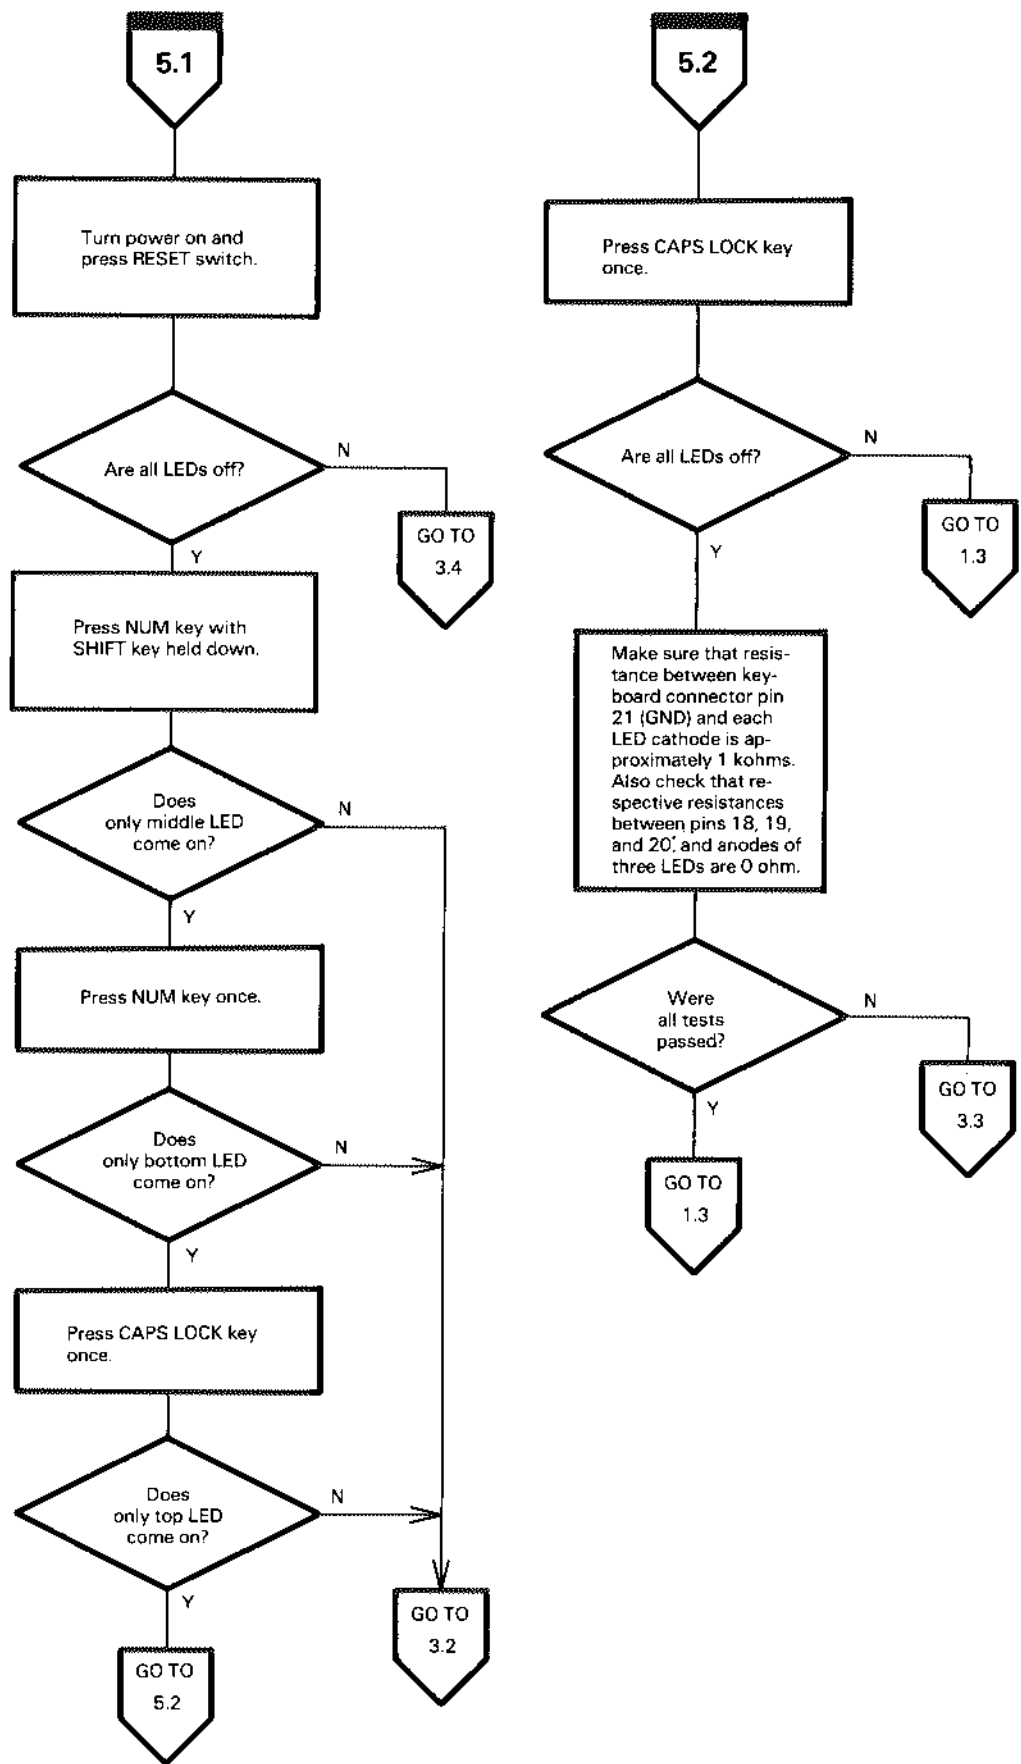 5.1
Turn power on and
press RESET switch.
Are all LEDs off?
N
GO TO
3.4
Y
Press NUM key with
SHIFT key held down.
Does
only middle LED
come on?
N
Y
Press NUM key once.
Does
only bottom LED
come on?
N
Y
Press CAPS LOCK key
once.
Does
only top LED
come on?
N
GO TO
3.2
Y
GO TO
5.2
5.2
Press CAPS LOCK key
once.
Are all LEDs off?
N
GO TO
1.3
Y
Make sure that resis-
tance between key-
board connector pin
21 (GND) and each
LED cathode is ap-
proximately 1 kohms.
Also check that re-
spective resistances
between pins 18, 19,
and 20, and anodes of
three LEDs are 0 ohm.
Were
all tests
passed?
N
GO TO
3.3
Y
GO TO
1.3